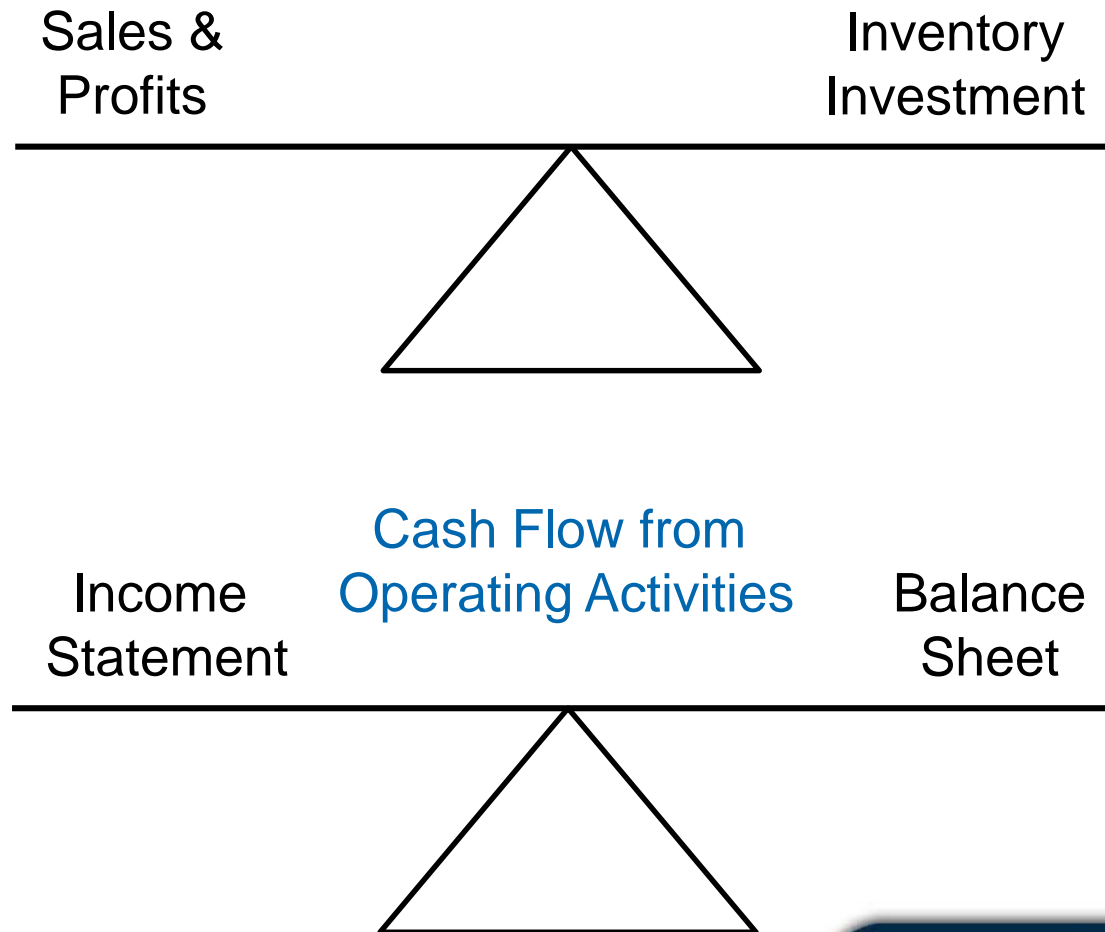 Sales &
Profits
Inventory
Investment
Cash Flow from
Operating Activities
Income
Statement
Balance
Sheet